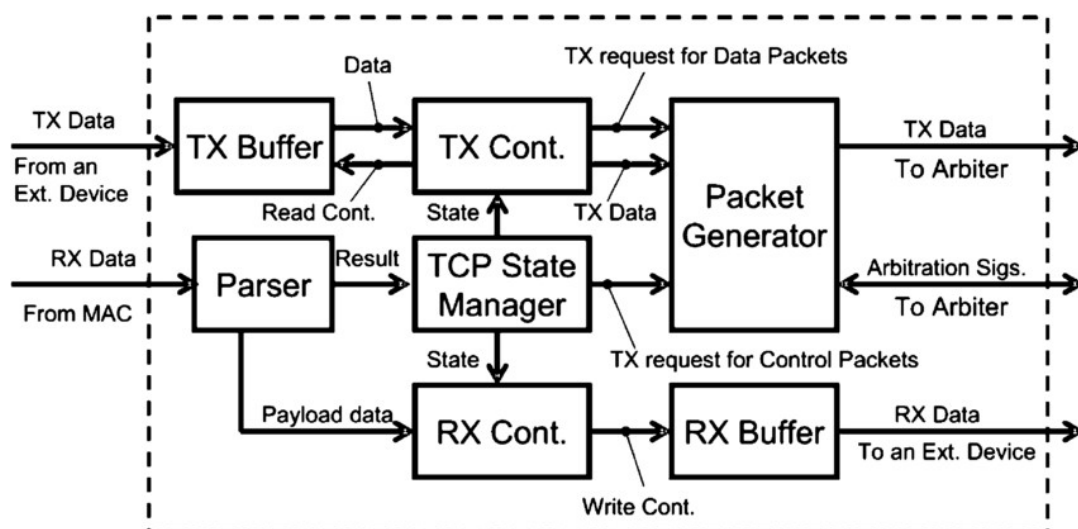 Data
TX request for Data Packets
TX Data
From an
Ext. Device
TX Buffer
TX Cont.
Read Cont.
State
TX Data
Packet
Generator
TX Data
To Arbiter
RX Data
From MAC
Parser
Result
TCP State
Manager
Arbitration Sigs.
To Arbiter
State
TX request for Control Packets
Payload data
RX Cont.
RX Buffer
Write Cont.
RX Data
To an Ext. Device